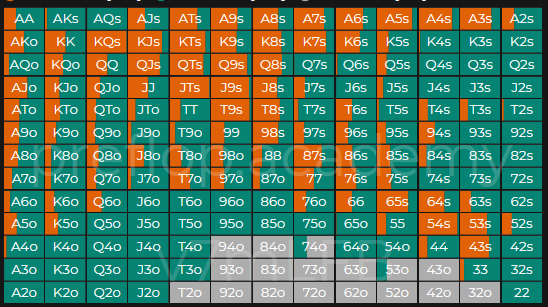 AA AKs AQs AJs ATs A9s A8s A7s A6s A5s A4s A3s A2s
AKo KK KQs KJs KTs K9s K8s K7s K6s K5s K4s K3s K2s
AQo KQo QQ QJs QTs Q9s Q8s Q7s Q6s Q5s Q4s Q3s Q2s
AJo KJo QJo JJ JTs J9s J8s J7s J6s J5s J4s J3s J2s
ATo KTo QTo JTo TT T9s T8s T7s T6s T5s T4s T3s T2s
A9o K9o Q9o J9o T9o 99 98s 97s 96s 95s 94s 93s 92s
A8o K8o Q8o J8o T8o 98o 88 87s 86s 85s 84s 83s 82s
A7o K7o Q7o J7o T7o 97o 87o 77 76s 75s 74s 73s 72s
A6o K6o Q6o J6o T6o 96o 86o 76o 66 65s 64s 63s 62s
A5o K5o Q5o J5o T5o 95o 85o 75o 65o 55 54s 53s 52s
A4o K4o Q4o J4o T4o 94o 84o 74o 64o 54o 44 43s 42s
A3o K3o Q3o J3o T3o 93o 83o 73o 63o 53o 43o 33 32s
A2o K2o Q2o J2o T2o 92o 82o 72o 62o 52o 42o 32o 22
preflop.academy